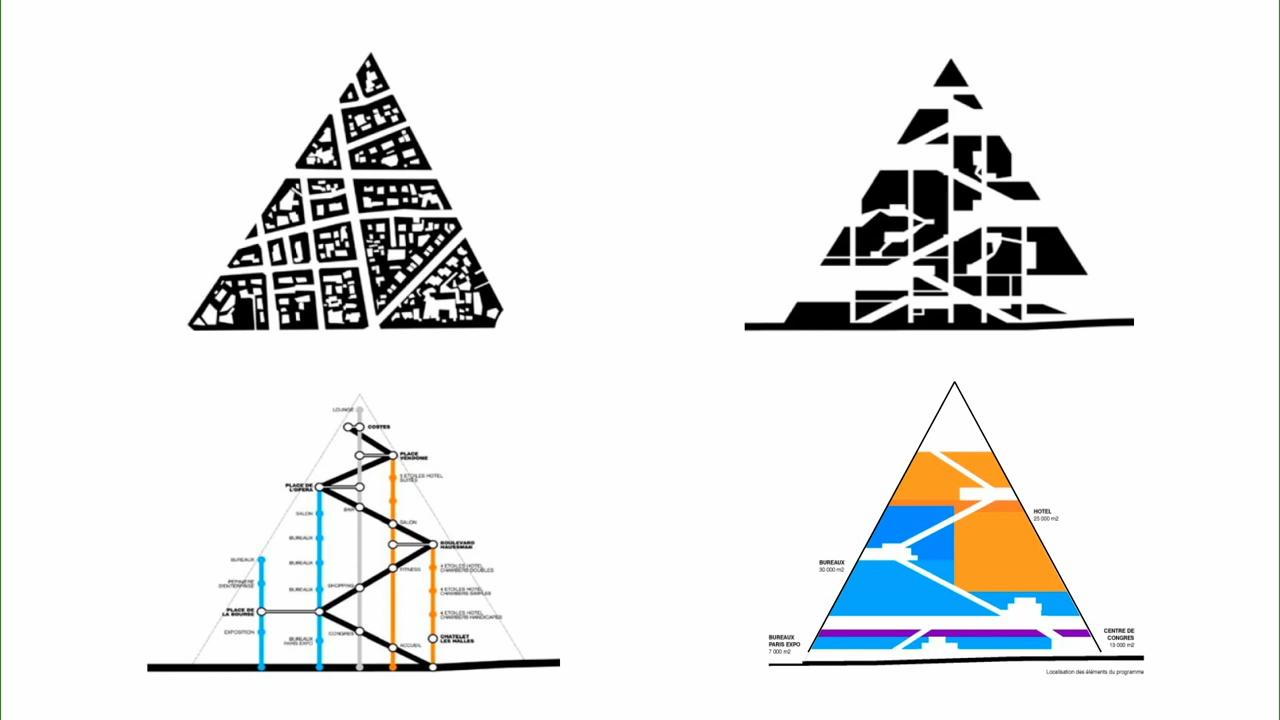 LOUNGE
COSTES
PLACE
VENDOME
5 ETOILES HOTEL
SUITES
PLACE DE
L'OPERA
BAR
SALON
SALON
BUREAUX
BOULEVARD
HAUSSMAN
BUREAUX
BUREAUX
FITNESS
4 ETOILES HOTEL
CHAMBRES DOUBLES
PEPINIERE
D'ENTERPRISE
BUREAUX
SHOPPING
4 ETOILES HOTEL
CHAMBRES SIMPLES
PLACE DE
LA BOURSE
4 ETOILES HOTEL
CHAMBRES HANDICAPES
EXPOSITION
BUREAUX
PARIS EXPO
CONGRES
ACCUEIL
CHATELET
LES HALLES
HOTEL
25 000 m2
BUREAUX
30 000 m2
BUREAUX
PARIS EXPO
7 000 m2
CENTRE DE
CONGRES
13 000 m2
Localisation des éléments du programme